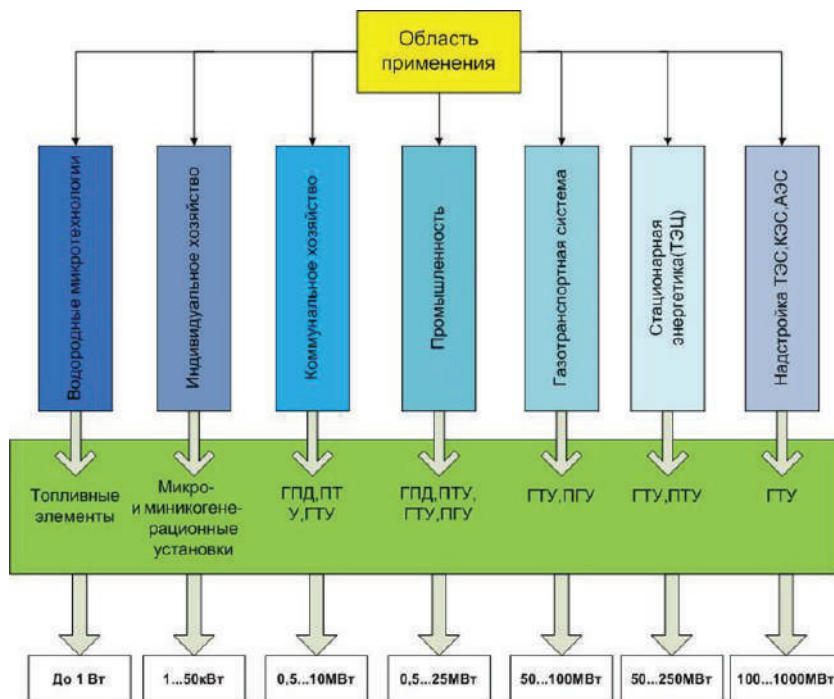 Область
применения
Водородные микротехнологии
Индивидуальное хозяйство
Коммунальное хозяйство
Промышленность
Газотранспортная система
Стационарная
энергетика(ТЭЦ)
Надстройка ТЭС,КЭС,АЭС
Топливные
элементы
Микро-
и миникогене-
рационные
установки
ГПД,ПТ
У,ГТУ
ГПД,ПТУ,
ГТУ,ПГУ
ГТУ,ПГУ
ГТУ,ПТУ
ГТУ
До 1 Вт
1...50кВт
0,5...10МВт
0,5...25МВт
50...100МВт
50...250МВт
100...1000МВт